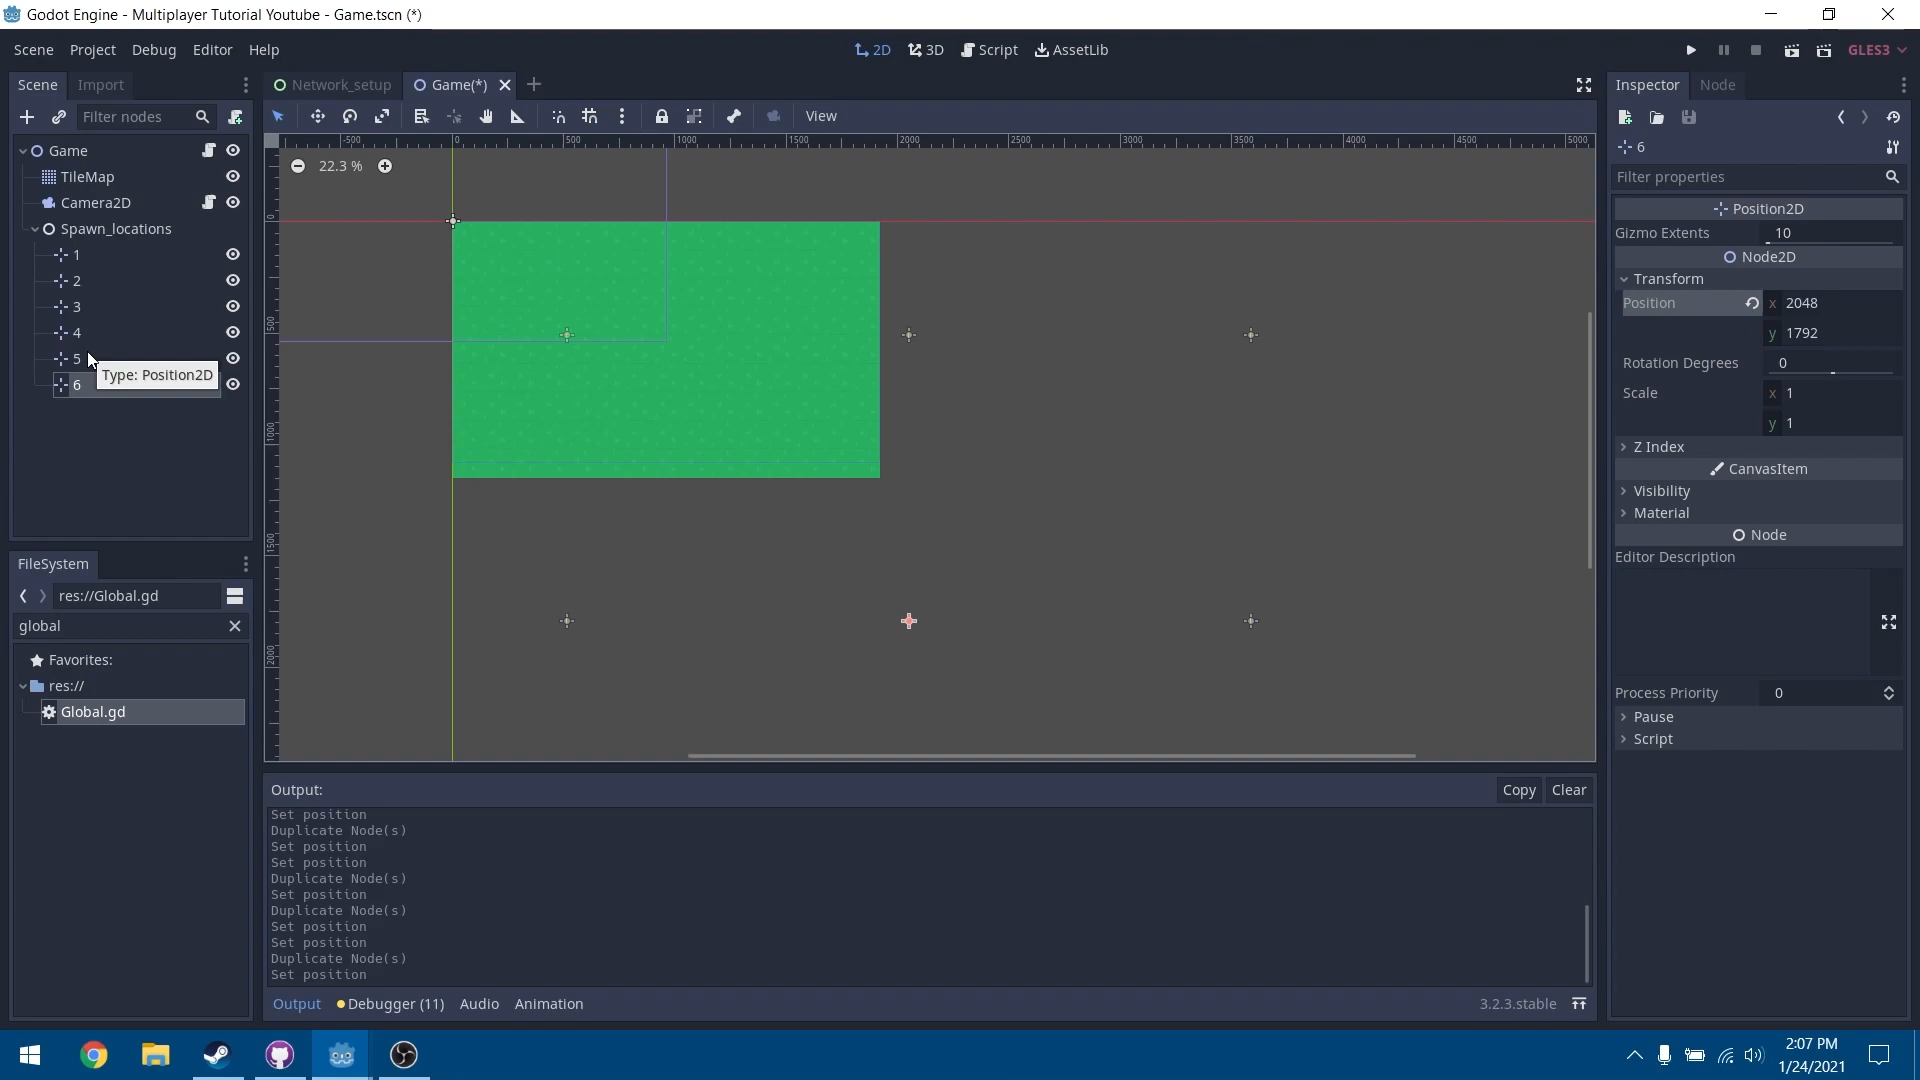 Godot Engine - Multiplayer Tutorial Youtube - Game.tscn (*)
Scene Project Debug Editor Help
2D 3D Script AssetLib
GLES3
Scene Import
Network_setup Game(*)
Inspector Node
Filter nodes
View
Game
TileMap
Camera2D
Spawn_locations
1
2
3
4
5
6
Type: Position2D
-500 0 500 1000 1500 2000 2500 3000 3500 4000 4500 5000
22.3 %
0
500
1000
1500
2000
6
Filter properties
Position2D
Gizmo Extents 10
Node2D
Transform
Position x 2048
y 1792
Rotation Degrees 0
Scale x 1
y 1
Z Index
CanvasItem
Visibility
Material
Node
Editor Description
Process Priority 0
Pause
Script
FileSystem
res://Global.gd
global
Favorites:
res://
Global.gd
Output: Copy Clear
Set position
Duplicate Node(s)
Set position
Set position
Duplicate Node(s)
Set position
Duplicate Node(s)
Set position
Set position
Duplicate Node(s)
Set position
Output Debugger (11) Audio Animation 3.2.3.stable
2:07 PM
1/24/2021